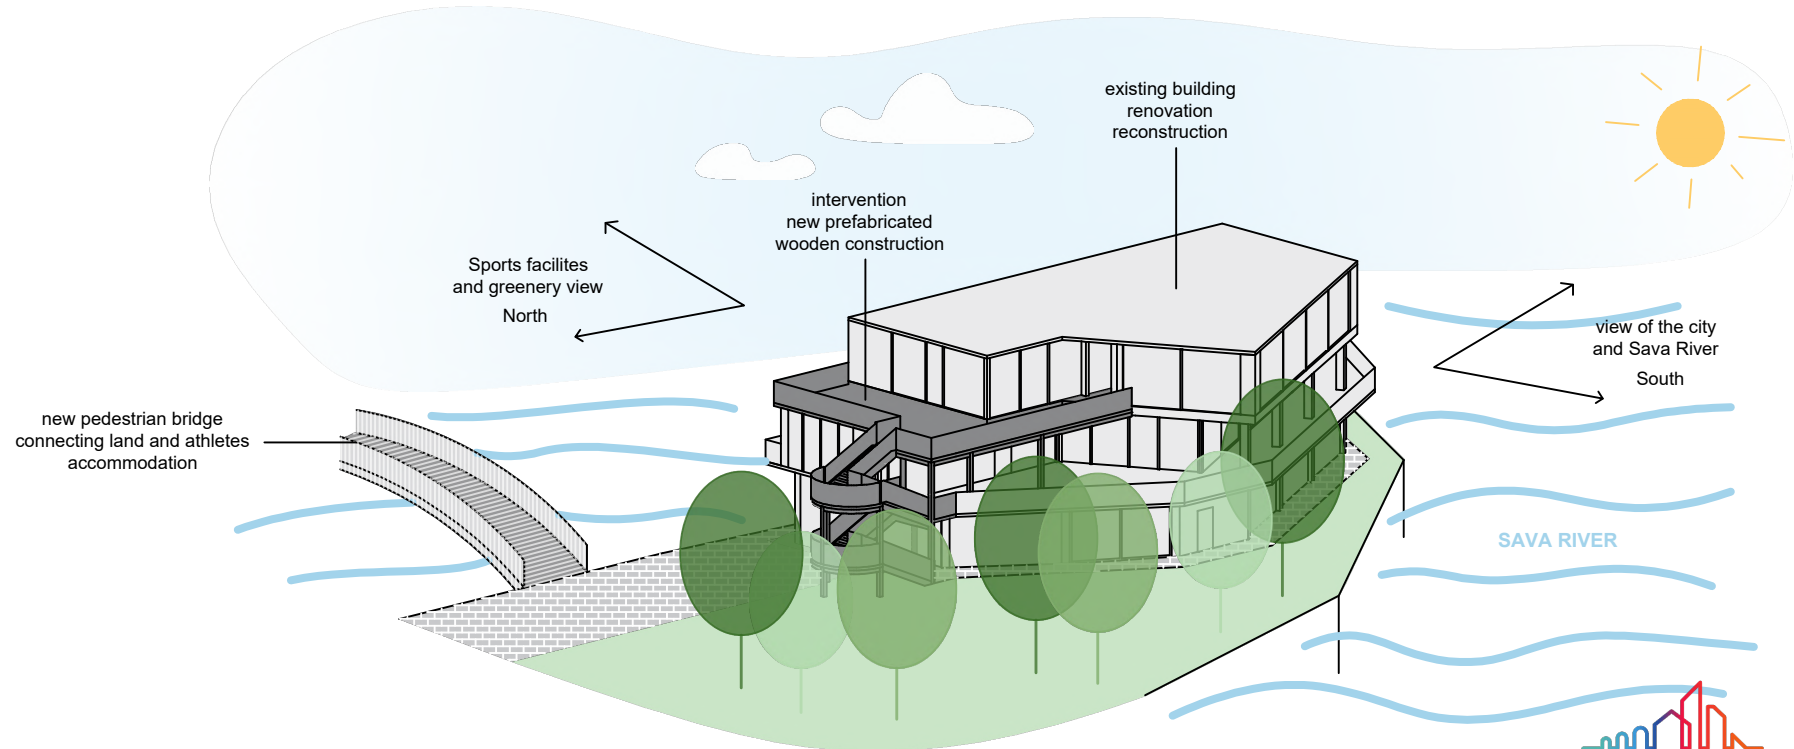 existing building
renovation
reconstruction
intervention
new prefabricated
wooden construction
Sports facilites
and greenery view
North
view of the city
and Sava River
South
new pedestrian bridge
connecting land and athletes
accommodation
SAVA RIVER